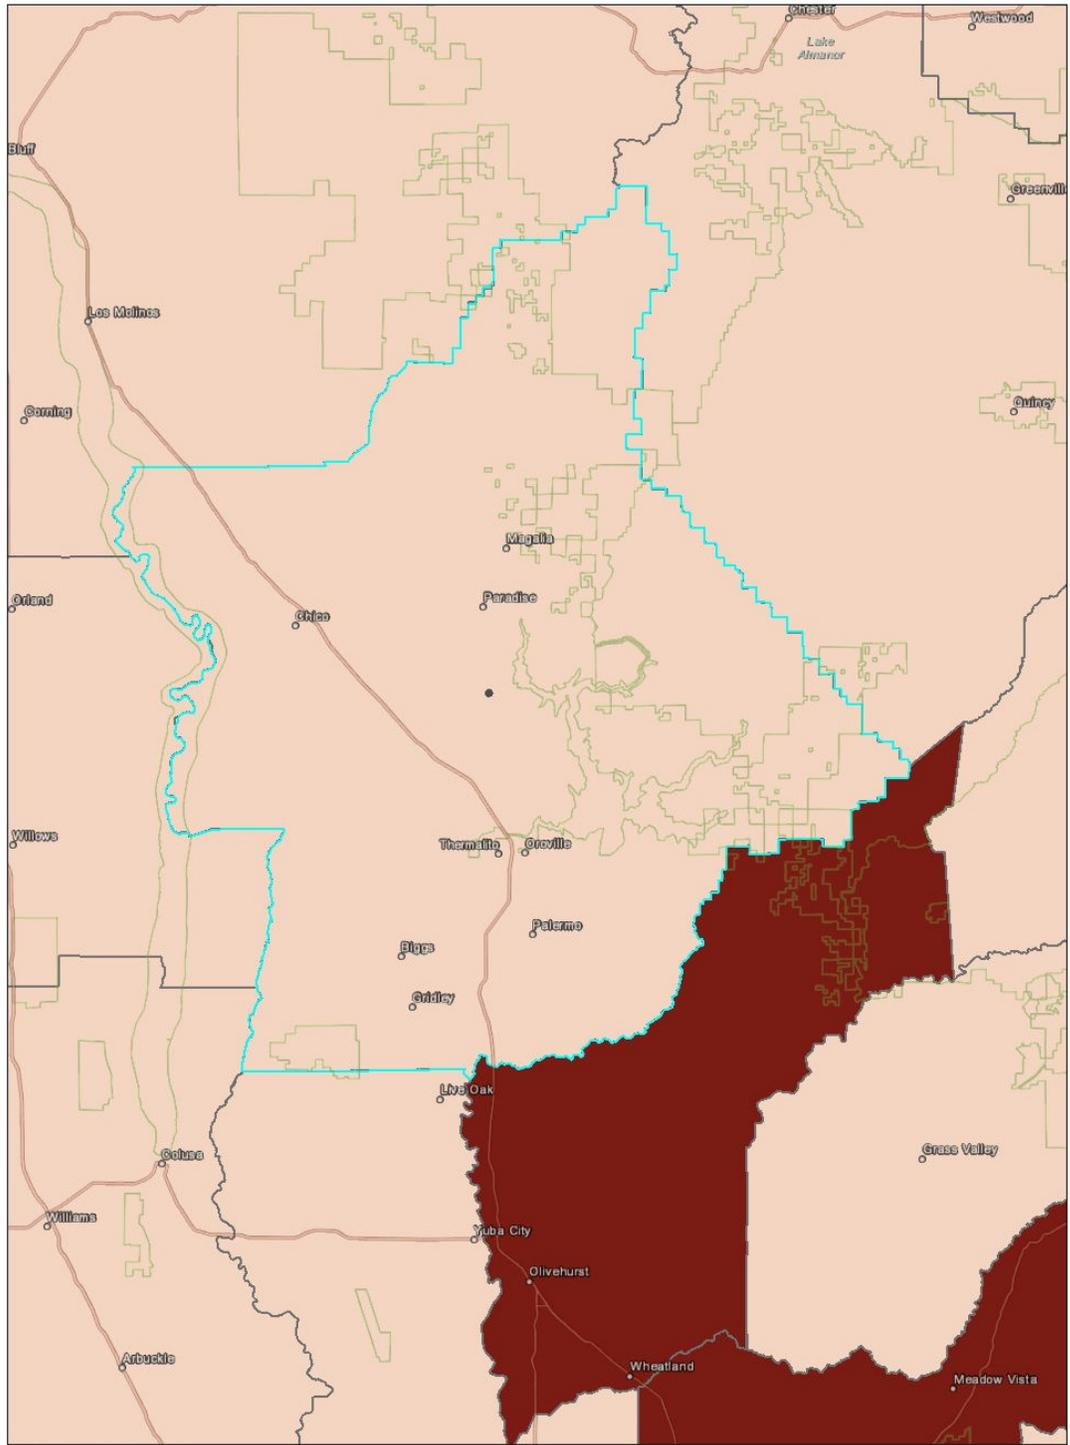 Chester
Westwood
Lake
Almanor
Bluff
Greenvill
Los Molinos
Corning
Quincy
Magalia
Orland
Paradise
Chico
Willows
Thermalito
Oroville
Palermo
Biggs
Gridley
Live Oak
Colusa
Grass Valley
Williams
Yuba City
Olivehurst
Arbuckle
Wheatland
Meadow Vista